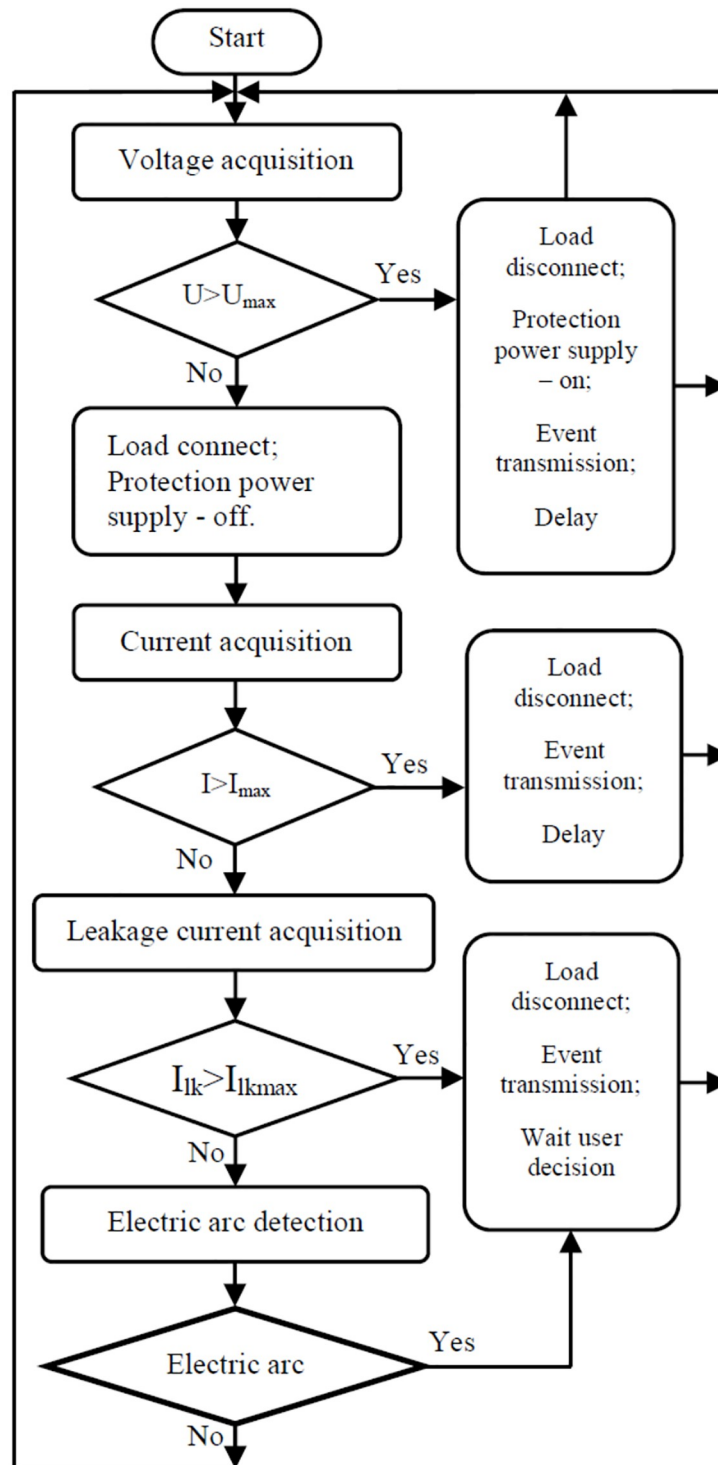 Start
Voltage acquisition
U>Umax
Yes
No
Load
disconnect;
Protection
power supply
– on;
Event
transmission;
Delay
Load connect;
Protection power
supply - off.
Current acquisition
I>Imax
Yes
No
Load
disconnect;
Event
transmission;
Delay
Leakage current acquisition
Ilk>Ilkmax
Yes
No
Load
disconnect;
Event
transmission;
Wait user
decision
Electric arc detection
Electric arc
Yes
No